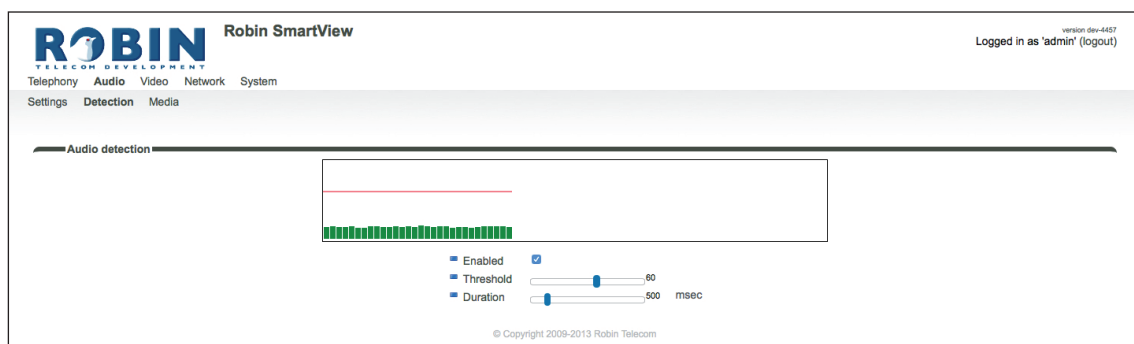 ROBIN
TELECOM DEVELOPMENT
Robin SmartView
version dev-4457
Logged in as 'admin' (logout)
Telephony Audio Video Network System
Settings Detection Media
Audio detection
Enabled
Threshold 60
Duration 500 msec
© Copyright 2009-2013 Robin Telecom